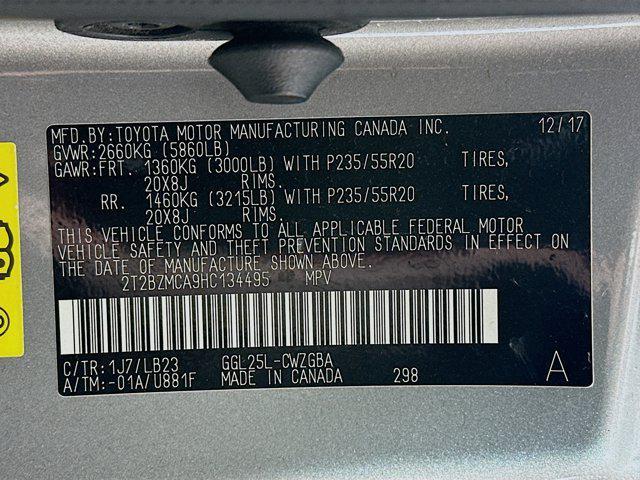 MFD.BY:TOYOTA MOTOR MANUFACTURING CANADA INC. 12/17
GVWR:2660KG (5860LB)
GAWR:FRT. 1360KG (3000LB) WITH P235/55R20 TIRES,
20X8J RIMS.
RR. 1460KG (3215LB) WITH P235/55R20 TIRES,
20X8J RIMS.
THIS VEHICLE CONFORMS TO ALL APPLICABLE FEDERAL MOTOR
VEHICLE SAFETY AND THEFT PREVENTION STANDARDS IN EFFECT ON
THE DATE OF MANUFACTURE SHOWN ABOVE.
2T2BZMCA9HC134495 MPV
C/TR:1J7/LB23 GGL25L-CWZGBA
A/TM:-01A/U881F MADE IN CANADA 298 A